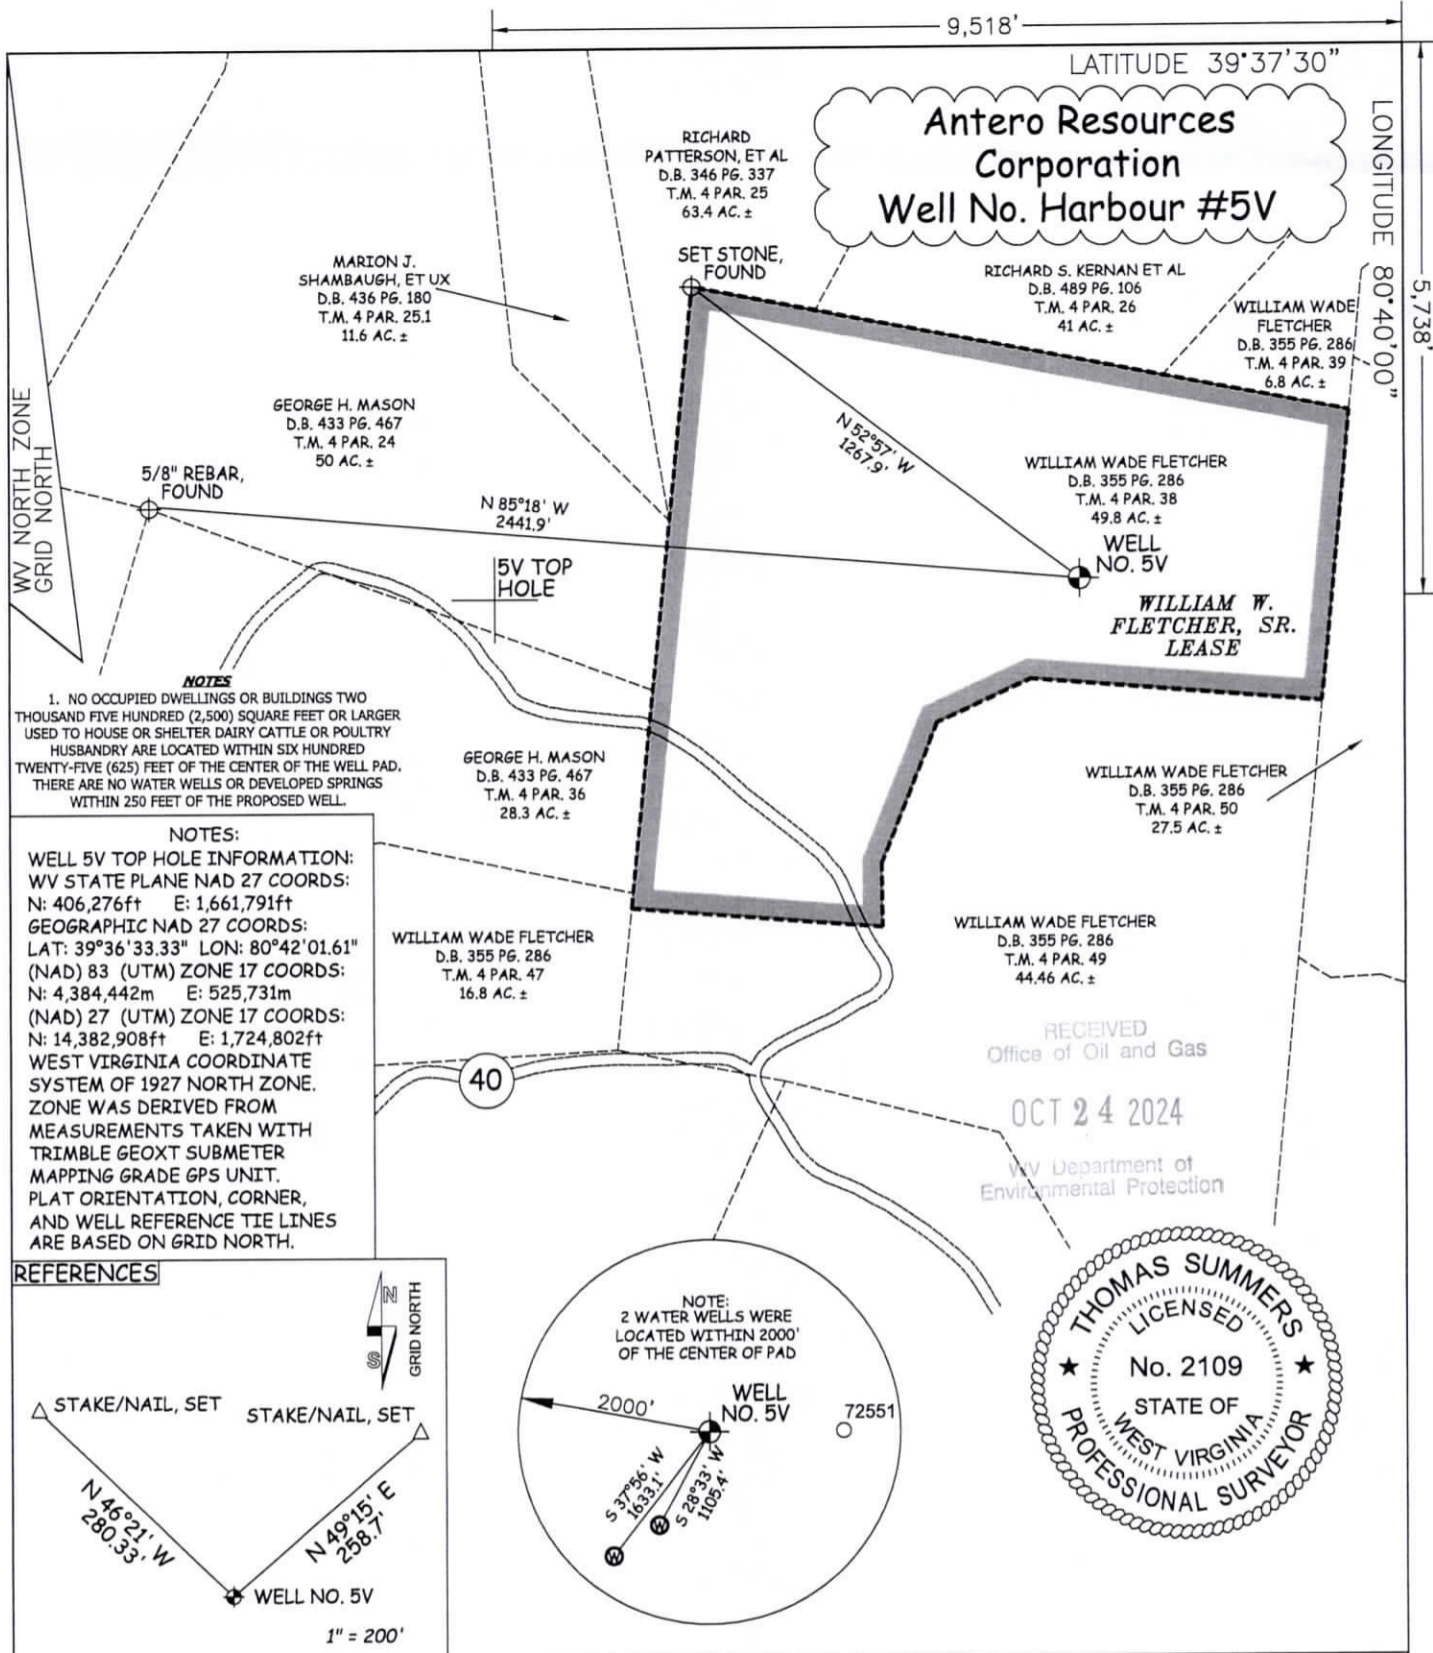 9,518'
LATITUDE 39°37'30"
LONGITUDE 80°40'00"
5,738'
Antero Resources
Corporation
Well No. Harbour #5V
RICHARD
PATTERSON, ET AL
D.B. 346 PG. 337
T.M. 4 PAR. 25
63.4 AC. ±
SET STONE,
FOUND
MARION J.
SHAMBAUGH, ET UX
D.B. 436 PG. 180
T.M. 4 PAR. 25.1
11.6 AC. ±
RICHARD S. KERNAN ET AL
D.B. 489 PG. 106
T.M. 4 PAR. 26
41 AC. ±
WILLIAM WADE
FLETCHER
D.B. 355 PG. 286
T.M. 4 PAR. 39
6.8 AC. ±
WV NORTH ZONE
GRID NORTH
GEORGE H. MASON
D.B. 433 PG. 467
T.M. 4 PAR. 24
50 AC. ±
5/8" REBAR,
FOUND
N 85°18' W
2441.9'
N 52°57' W
1267.9'
WILLIAM WADE FLETCHER
D.B. 355 PG. 286
T.M. 4 PAR. 38
49.8 AC. ±
WELL
NO. 5V
5V TOP
HOLE
WILLIAM W.
FLETCHER, SR.
LEASE
NOTES
1. NO OCCUPIED DWELLINGS OR BUILDINGS TWO
THOUSAND FIVE HUNDRED (2,500) SQUARE FEET OR LARGER
USED TO HOUSE OR SHELTER DAIRY CATTLE OR POULTRY
HUSBANDRY ARE LOCATED WITHIN SIX HUNDRED
TWENTY-FIVE (625) FEET OF THE CENTER OF THE WELL PAD.
THERE ARE NO WATER WELLS OR DEVELOPED SPRINGS
WITHIN 250 FEET OF THE PROPOSED WELL.
GEORGE H. MASON
D.B. 433 PG. 467
T.M. 4 PAR. 36
28.3 AC. ±
WILLIAM WADE FLETCHER
D.B. 355 PG. 286
T.M. 4 PAR. 50
27.5 AC. ±
NOTES:
WELL 5V TOP HOLE INFORMATION:
WV STATE PLANE NAD 27 COORDS:
N: 406,276ft E: 1,661,791ft
GEOGRAPHIC NAD 27 COORDS:
LAT: 39°36'33.33" LON: 80°42'01.61"
(NAD) 83 (UTM) ZONE 17 COORDS:
N: 4,384,442m E: 525,731m
(NAD) 27 (UTM) ZONE 17 COORDS:
N: 14,382,908ft E: 1,724,802ft
WEST VIRGINIA COORDINATE
SYSTEM OF 1927 NORTH ZONE.
ZONE WAS DERIVED FROM
MEASUREMENTS TAKEN WITH
TRIMBLE GEOXT SUBMETER
MAPPING GRADE GPS UNIT.
PLAT ORIENTATION, CORNER,
AND WELL REFERENCE TIE LINES
ARE BASED ON GRID NORTH.
WILLIAM WADE FLETCHER
D.B. 355 PG. 286
T.M. 4 PAR. 47
16.8 AC. ±
WILLIAM WADE FLETCHER
D.B. 355 PG. 286
T.M. 4 PAR. 49
44.46 AC. ±
40
RECEIVED
Office of Oil and Gas
OCT 24 2024
WV Department of
Environmental Protection
REFERENCES
N
S
GRID NORTH
STAKE/NAIL, SET
STAKE/NAIL, SET
N 46°21' W
280.33'
N 49°15' E
258.7'
WELL NO. 5V
1" = 200'
NOTE:
2 WATER WELLS WERE
LOCATED WITHIN 2000'
OF THE CENTER OF PAD
2000'
WELL
NO. 5V
72551
S 37°56' W
1633.1'
S 28°33' W
1105.4'
W
W
THOMAS SUMMERS
LICENSED
No. 2109
STATE OF
WEST VIRGINIA
PROFESSIONAL SURVEYOR